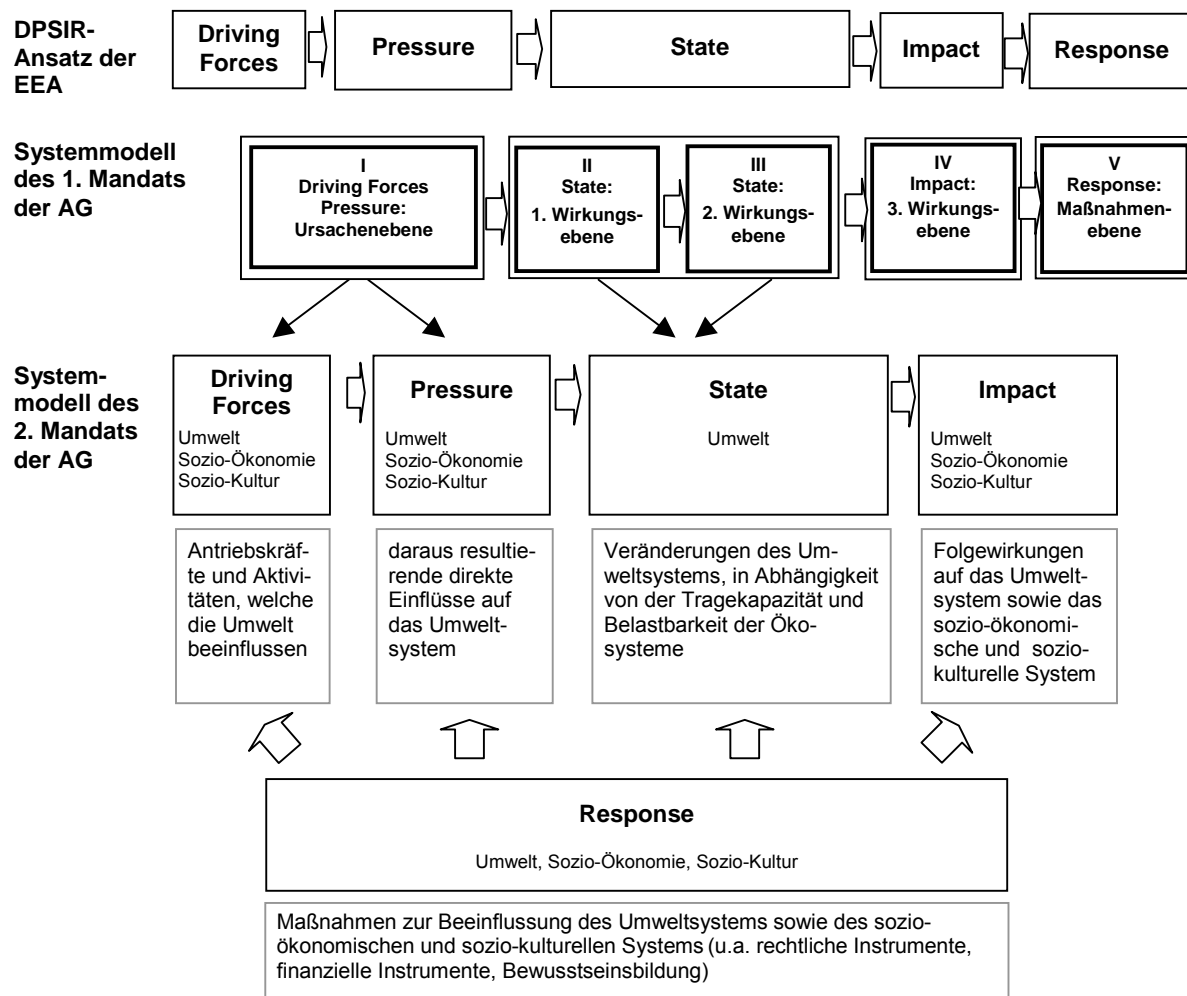 DPSIR-
Ansatz der
EEA
Driving
Forces
Pressure
State
Impact
Response
Systemmodell
des 1. Mandats
der AG
I
Driving Forces
Pressure:
Ursachenebene
II
State:
1. Wirkungs-
ebene
III
State:
2. Wirkungs-
ebene
IV
Impact:
3. Wirkungs-
ebene
V
Response:
Maßnahmen-
ebene
System-
modell des
2. Mandats
der AG
Driving
Forces
Umwelt
Sozio-Ökonomie
Sozio-Kultur
Pressure
Umwelt
Sozio-Ökonomie
Sozio-Kultur
State
Umwelt
Impact
Umwelt
Sozio-Ökonomie
Sozio-Kultur
Antriebskräf-
te und Aktivi-
täten, welche
die Umwelt
beeinflussen
daraus resultie-
rende direkte
Einflüsse auf
das Umwelt-
system
Veränderungen des Um-
weltsystems, in Abhängigkeit
von der Tragekapazität und
Belastbarkeit der Öko-
systeme
Folgewirkungen
auf das Umwelt-
system sowie das
sozio-ökonomi-
sche und sozio-
kulturelle System
Response
Umwelt, Sozio-Ökonomie, Sozio-Kultur
Maßnahmen zur Beeinflussung des Umweltsystems sowie des sozio-
ökonomischen und sozio-kulturellen Systems (u.a. rechtliche Instrumente,
finanzielle Instrumente, Bewusstseinsbildung)